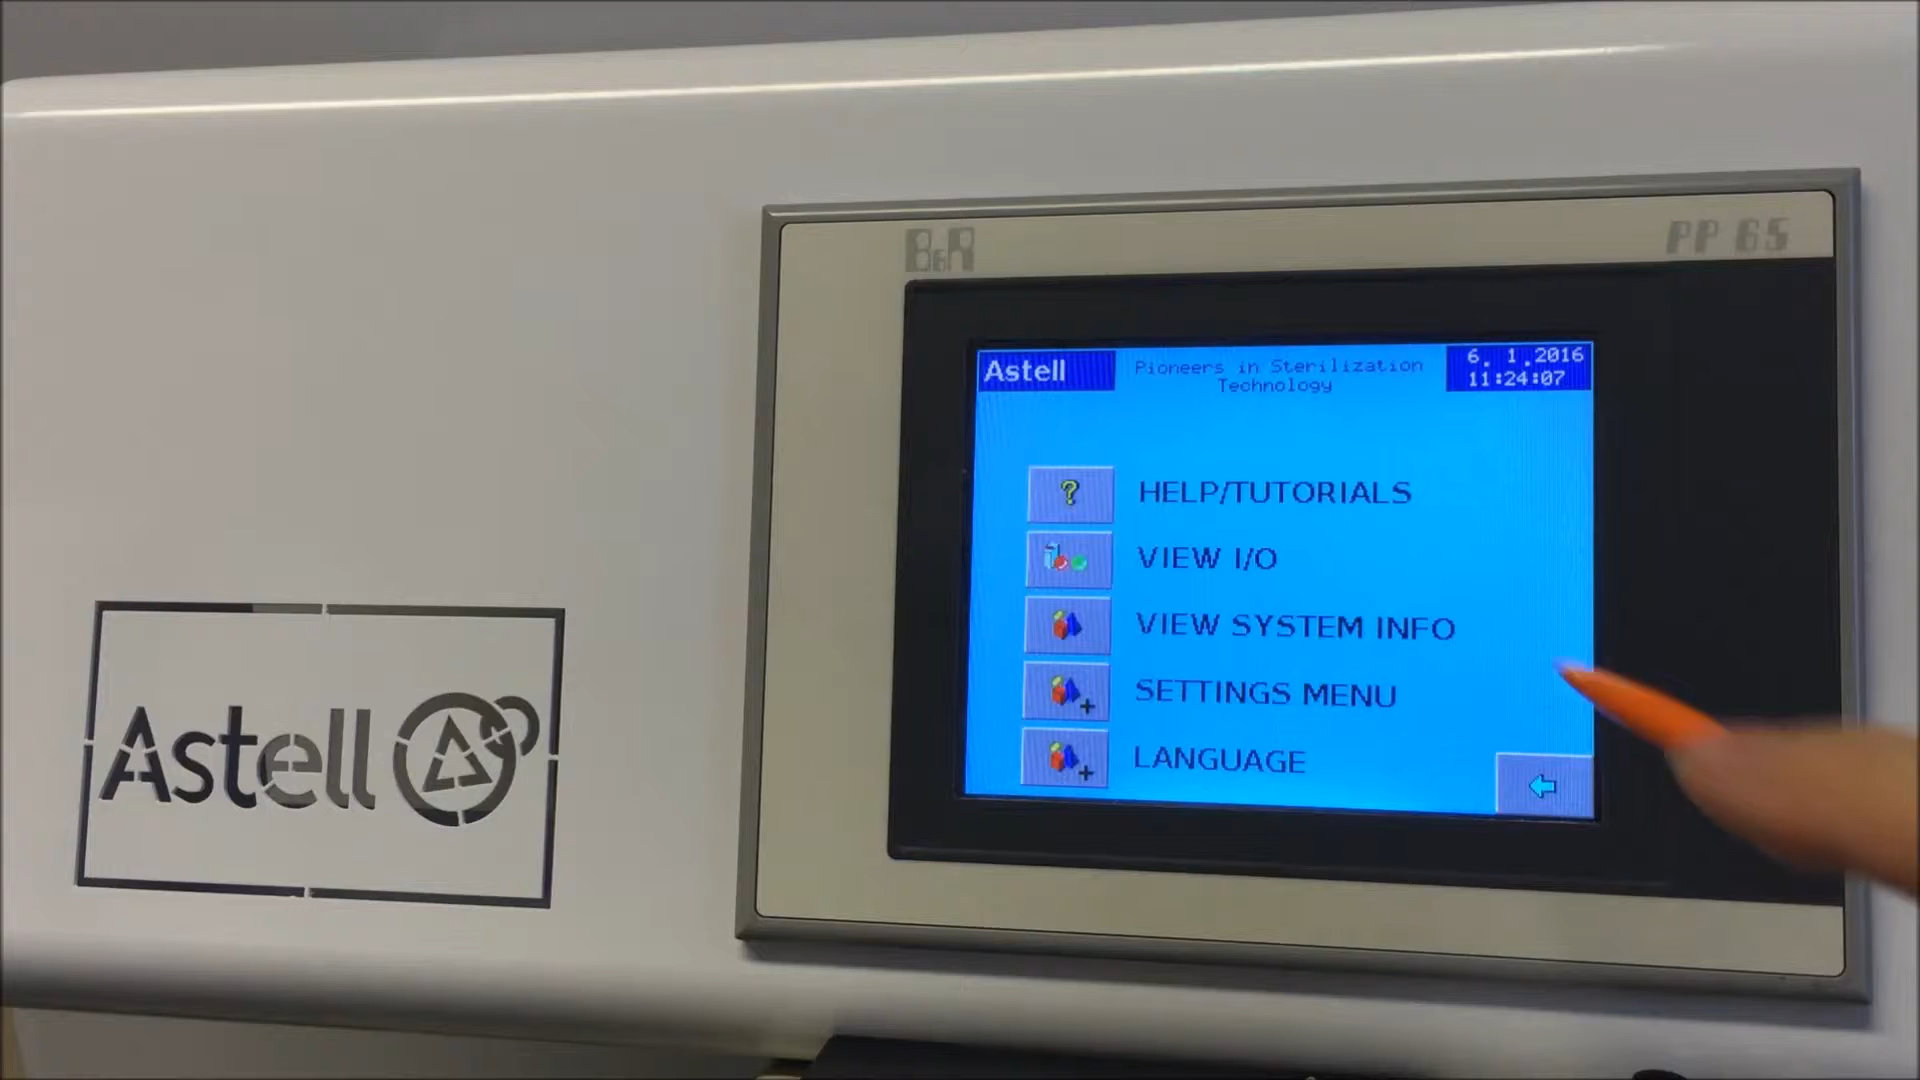 B&R
PP 65
Astell
Pioneers in Sterilization
Technology
6. 1.2016
11:24:07
?
HELP/TUTORIALS
VIEW I/O
VIEW SYSTEM INFO
SETTINGS MENU
LANGUAGE
Astell